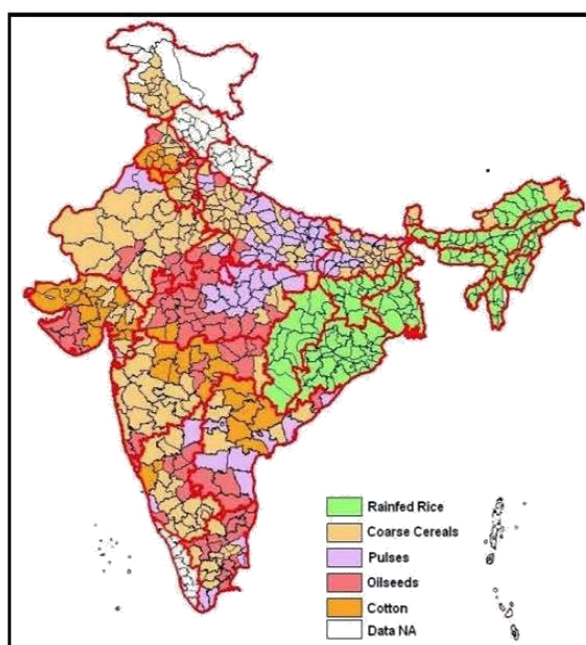 Rainfed Rice
Coarse Cereals
Pulses
Oilseeds
Cotton
Data NA